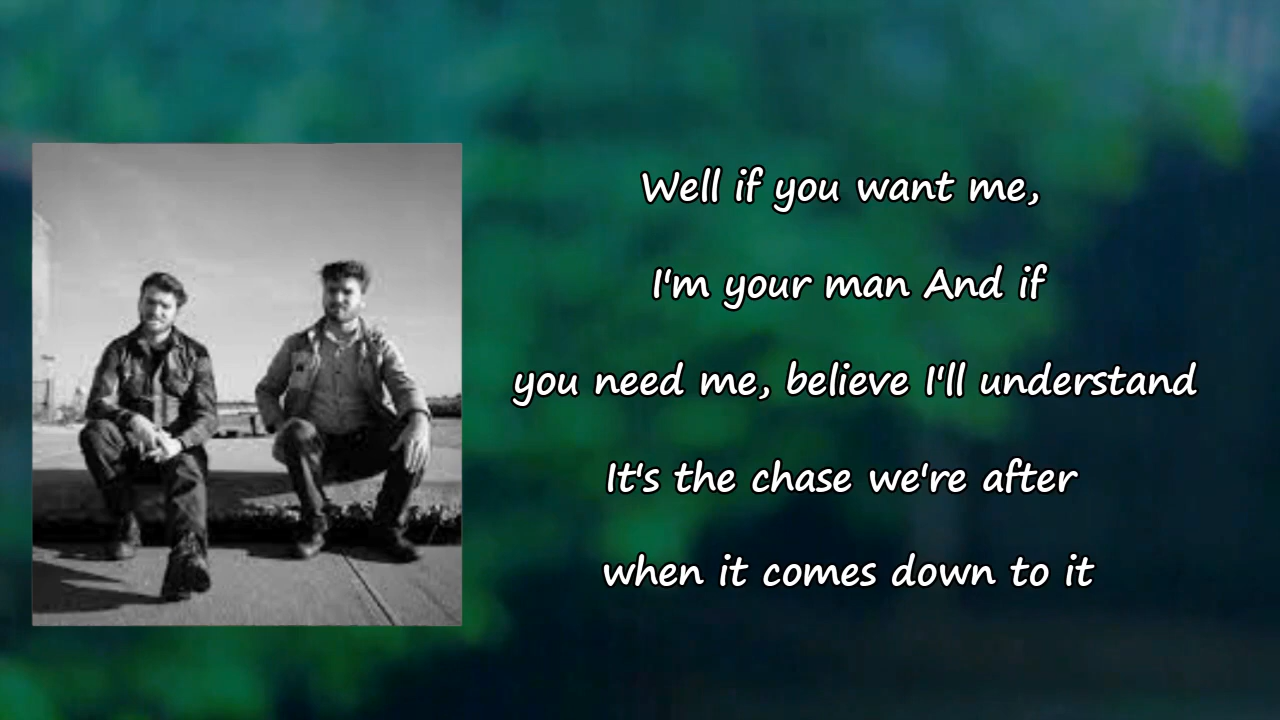 Well if you want me,
I'm your man And if
you need me, believe I'll understand
It's the chase we're after
when it comes down to it